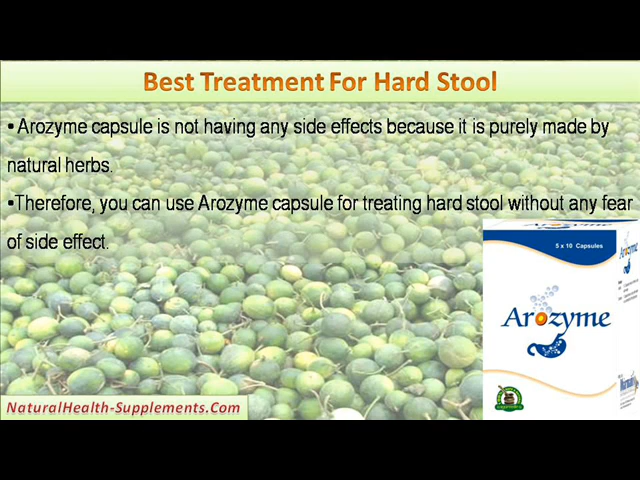 Best Treatment For Hard Stool
• Arozyme capsule is not having any side effects because it is purely made by
natural herbs.
•Therefore, you can use Arozyme capsule for treating hard stool without any fear
of side effect.
5 x 10 Capsules
Arozyme
NaturalHealth-Supplements.Com